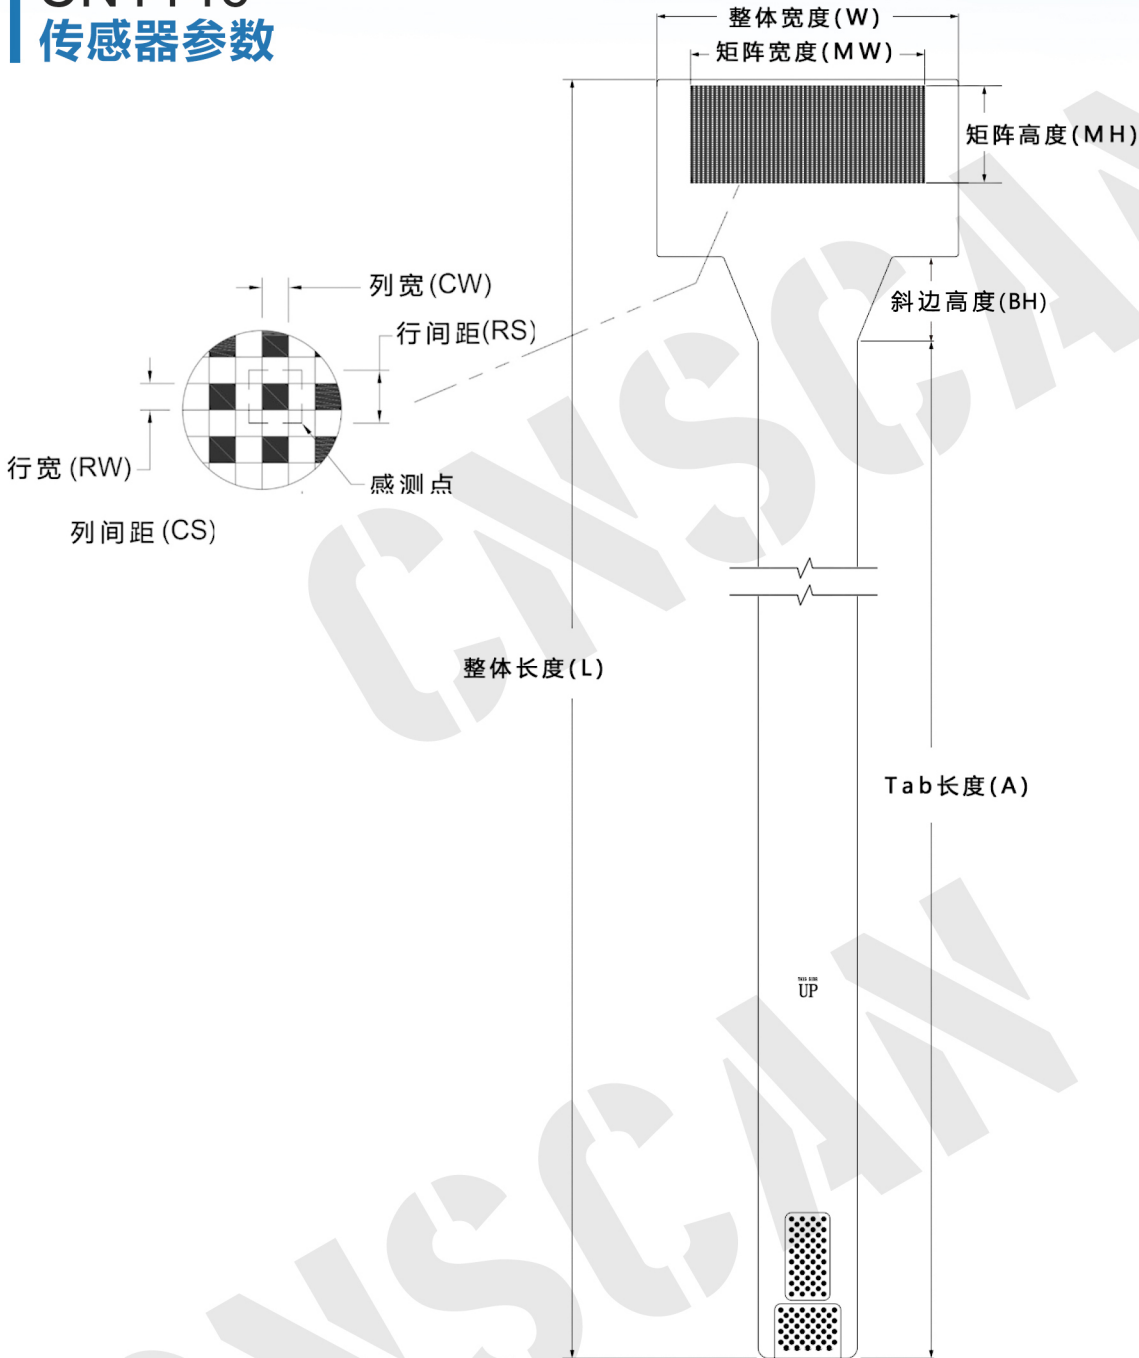 传感器参数
整体宽度(W)
矩阵宽度(MW)
矩阵高度(MH)
列宽(CW)
行间距(RS)
斜边高度(BH)
行宽(RW)
感测点
列间距(CS)
整体长度(L)
Tab长度(A)
THIS SIDE
UP
CNSCAN
CNSCAN